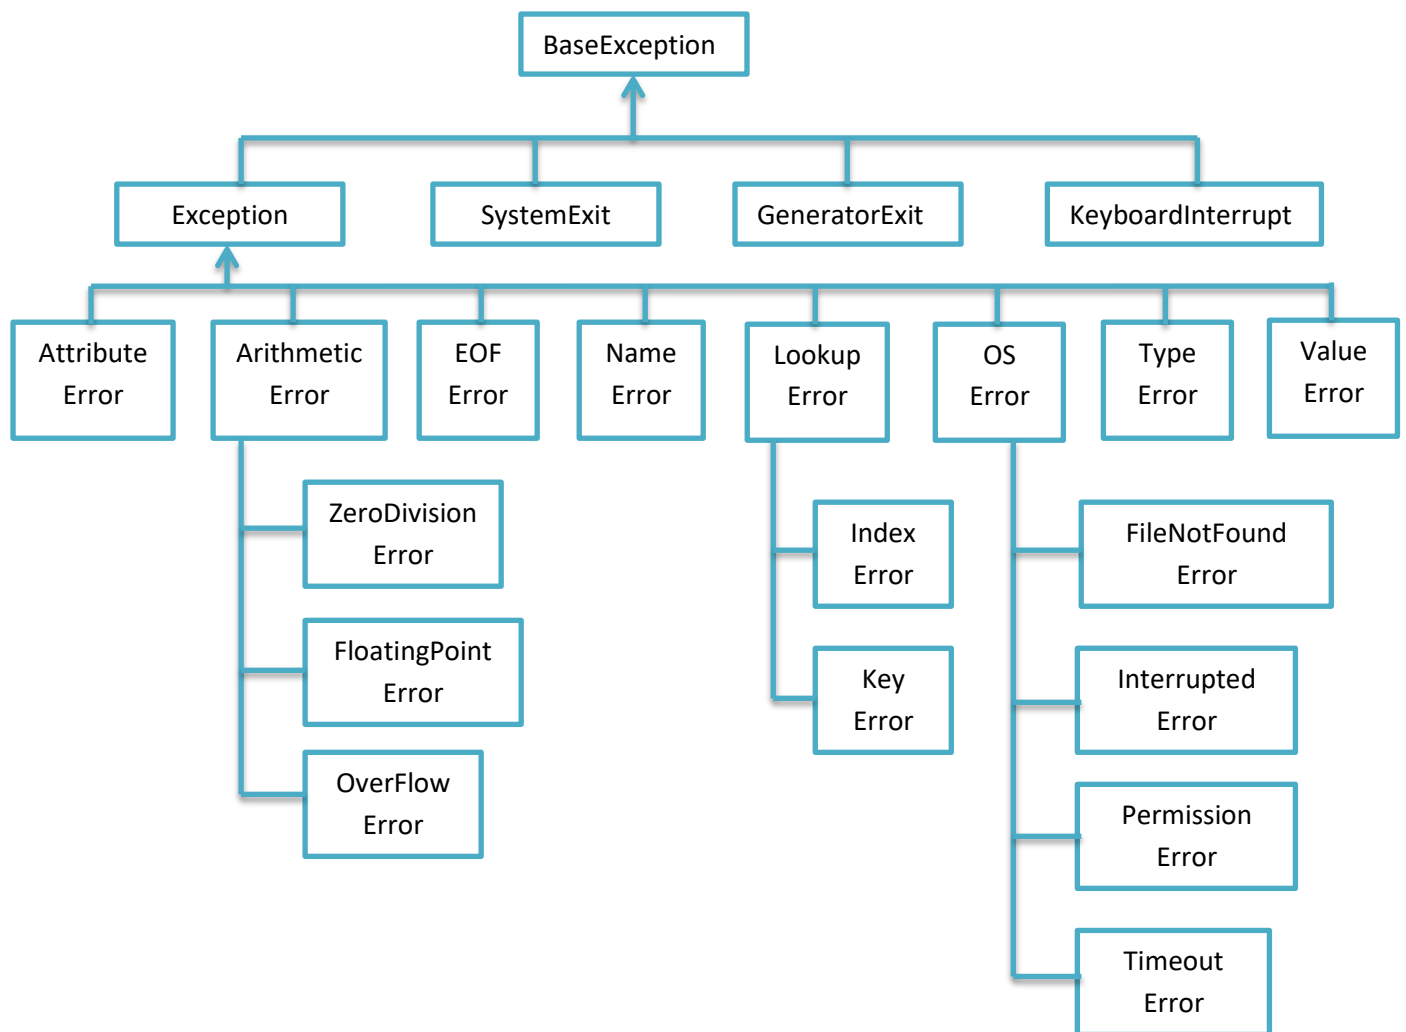 BaseException
Exception
SystemExit
GeneratorExit
KeyboardInterrupt
Attribute
Error
Arithmetic
Error
EOF
Error
Name
Error
Lookup
Error
OS
Error
Type
Error
Value
Error
ZeroDivision
Error
FloatingPoint
Error
OverFlow
Error
Index
Error
Key
Error
FileNotFound
Error
Interrupted
Error
Permission
Error
Timeout
Error